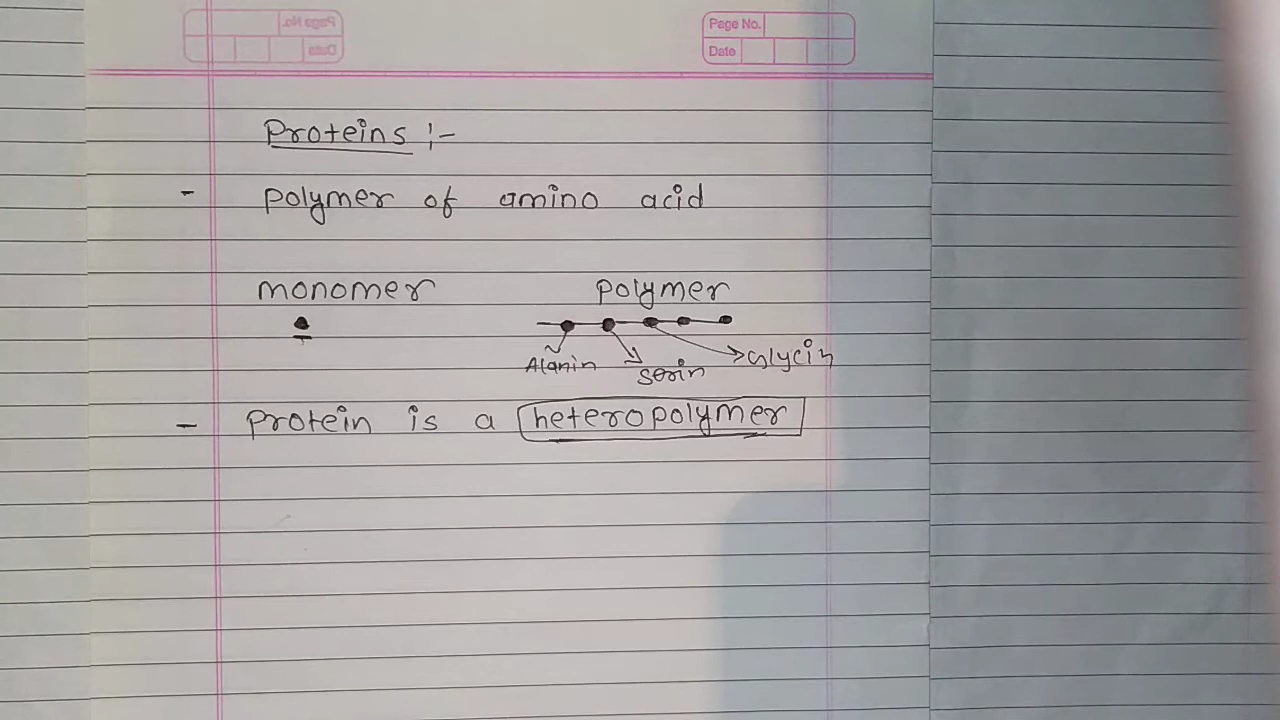 Page No.
Date
Proteins :-
- polymer of amino acid
monomer polymer
Alanin serin Glycin
- Protein is a heteropolymer